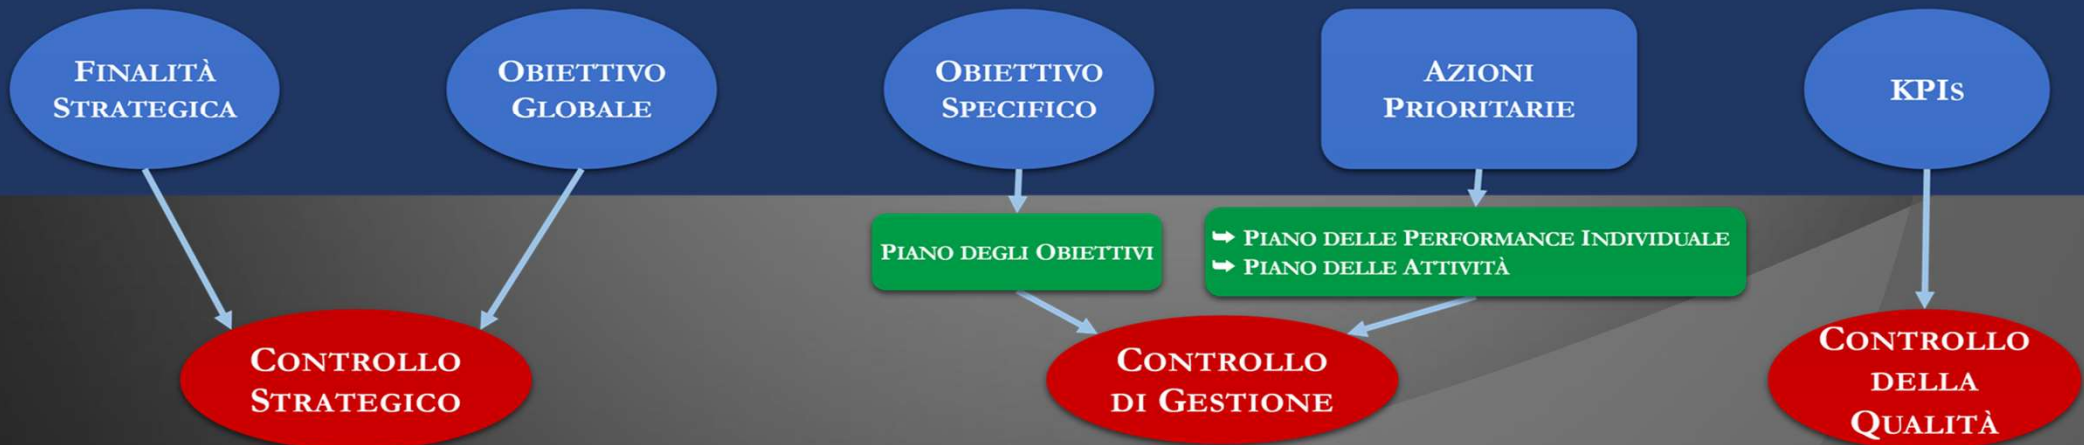 FINALITÀ
STRATEGICA
OBIETTIVO
GLOBALE
OBIETTIVO
SPECIFICO
AZIONI
PRIORITARIE
KPIS
PIANO DEGLI OBIETTIVI
➥ PIANO DELLE PERFORMANCE INDIVIDUALE
➥ PIANO DELLE ATTIVITÀ
CONTROLLO
STRATEGICO
CONTROLLO
DI GESTIONE
CONTROLLO
DELLA
QUALITÀ